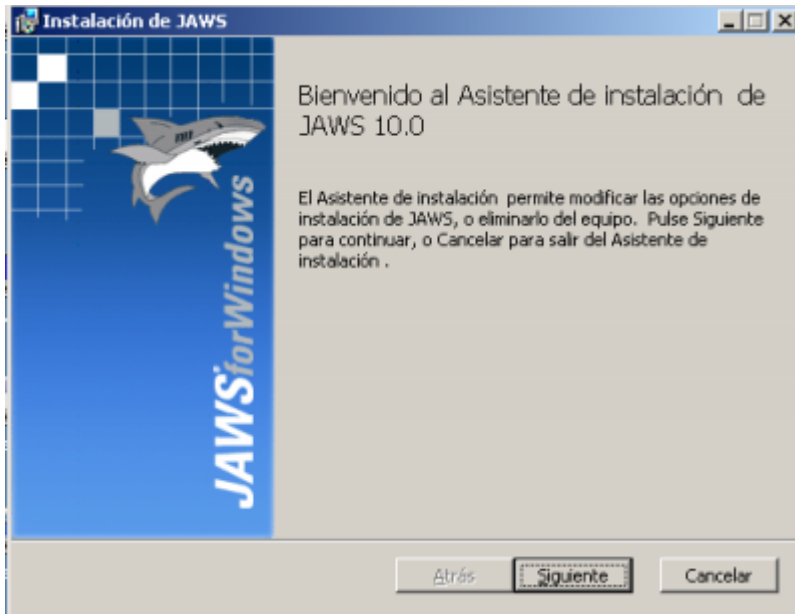 Instalación de JAWS
Bienvenido al Asistente de instalación de
JAWS 10.0
El Asistente de instalación permite modificar las opciones de
instalación de JAWS, o eliminarlo del equipo. Pulse Siguiente
para continuar, o Cancelar para salir del Asistente de
instalación .
JAWS for Windows
Atrás
Siguiente
Cancelar